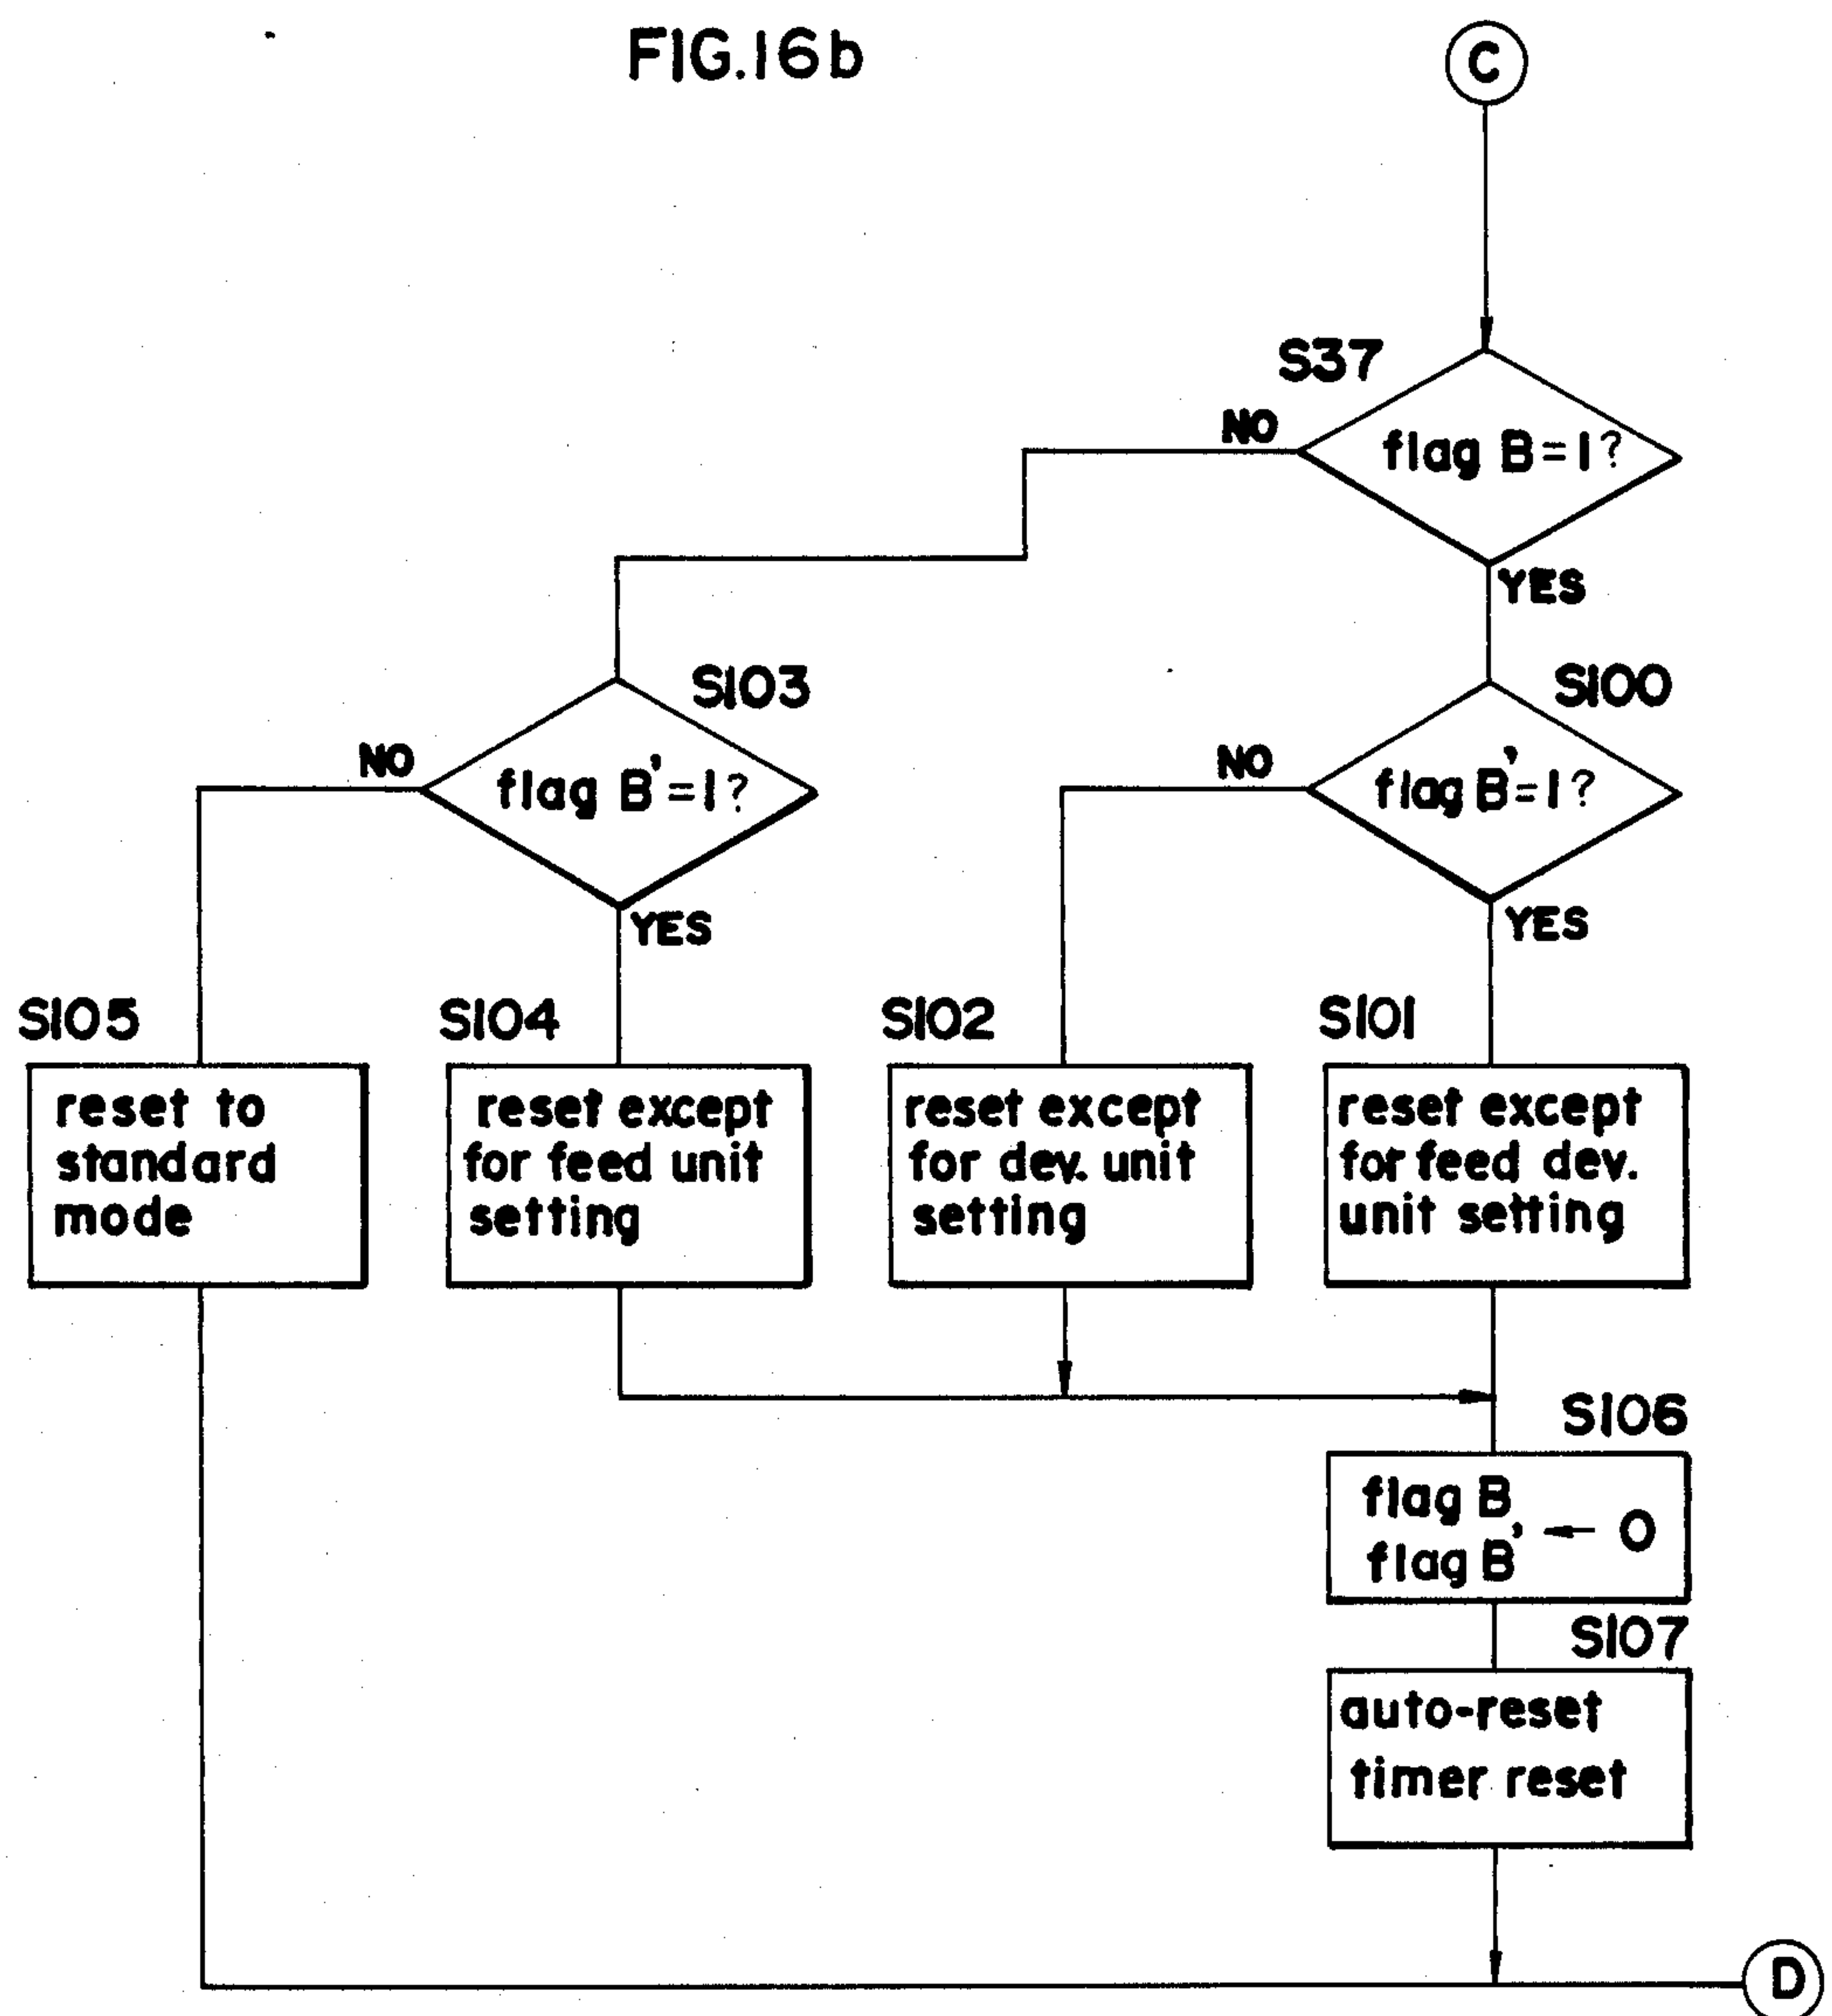 FIG.16b
C
S37
NO
flag B=1?
YES
S103
S100
NO
flag B'=1?
YES
NO
flag B'=1?
YES
S105
reset to
standard
mode
S104
reset except
for feed unit
setting
S102
reset except
for dev. unit
setting
S101
reset except
for feed dev.
unit setting
S106
flag B
flag B' ← 0
S107
auto-reset
timer reset
D